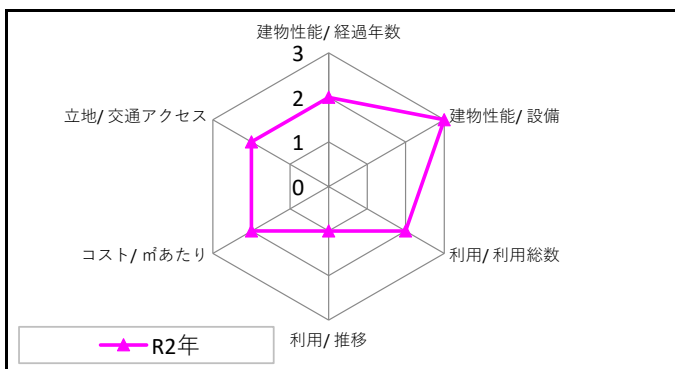 建物性能/ 経過年数
3
立地/ 交通アクセス
2
建物性能/ 設備
1
0
コスト/ ㎡あたり
利用/ 利用総数
利用/ 推移
R2年